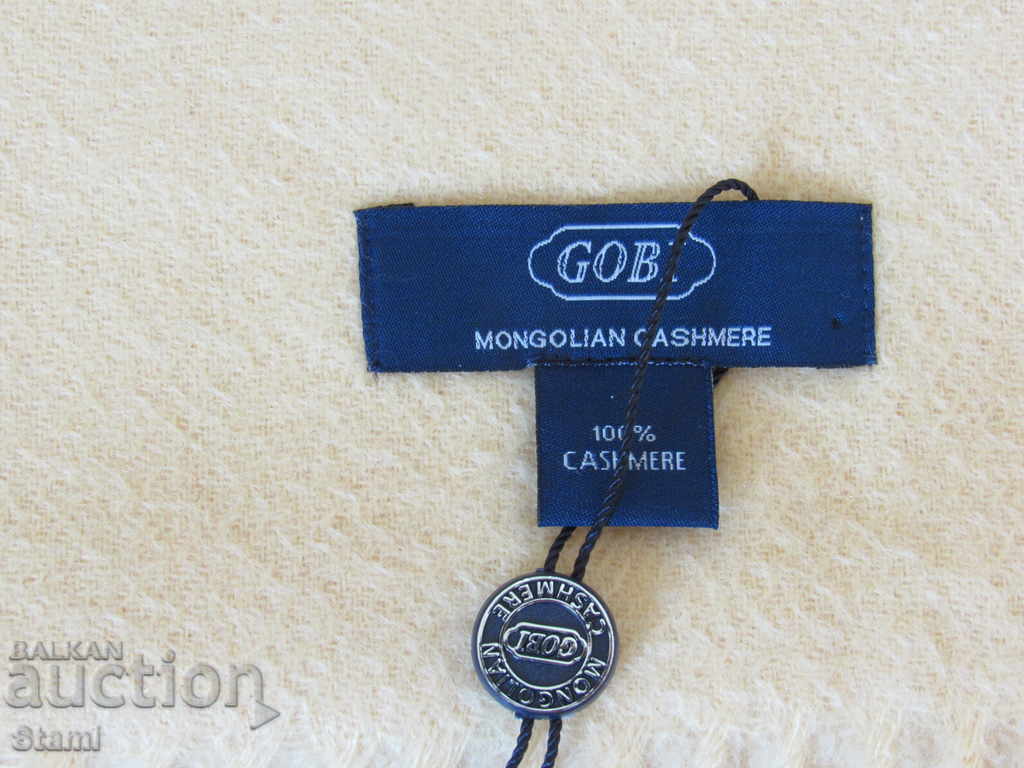 GOBI
MONGOLIAN CASHMERE
100%
CASHMERE
MONGOLIAN CASHMERE
GOBI
BALKAN
auction
Stami